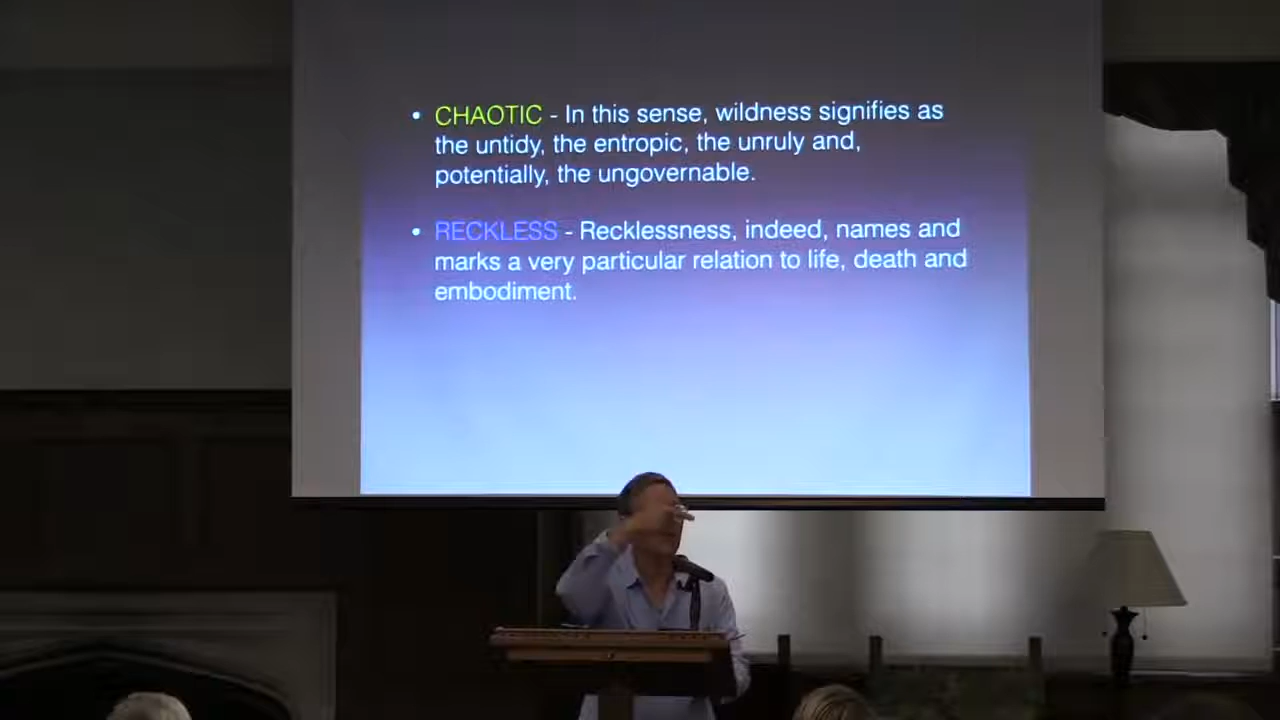 • CHAOTIC - In this sense, wildness signifies as
the untidy, the entropic, the unruly and,
potentially, the ungovernable.
• RECKLESS - Recklessness, indeed, names and
marks a very particular relation to life, death and
embodiment.